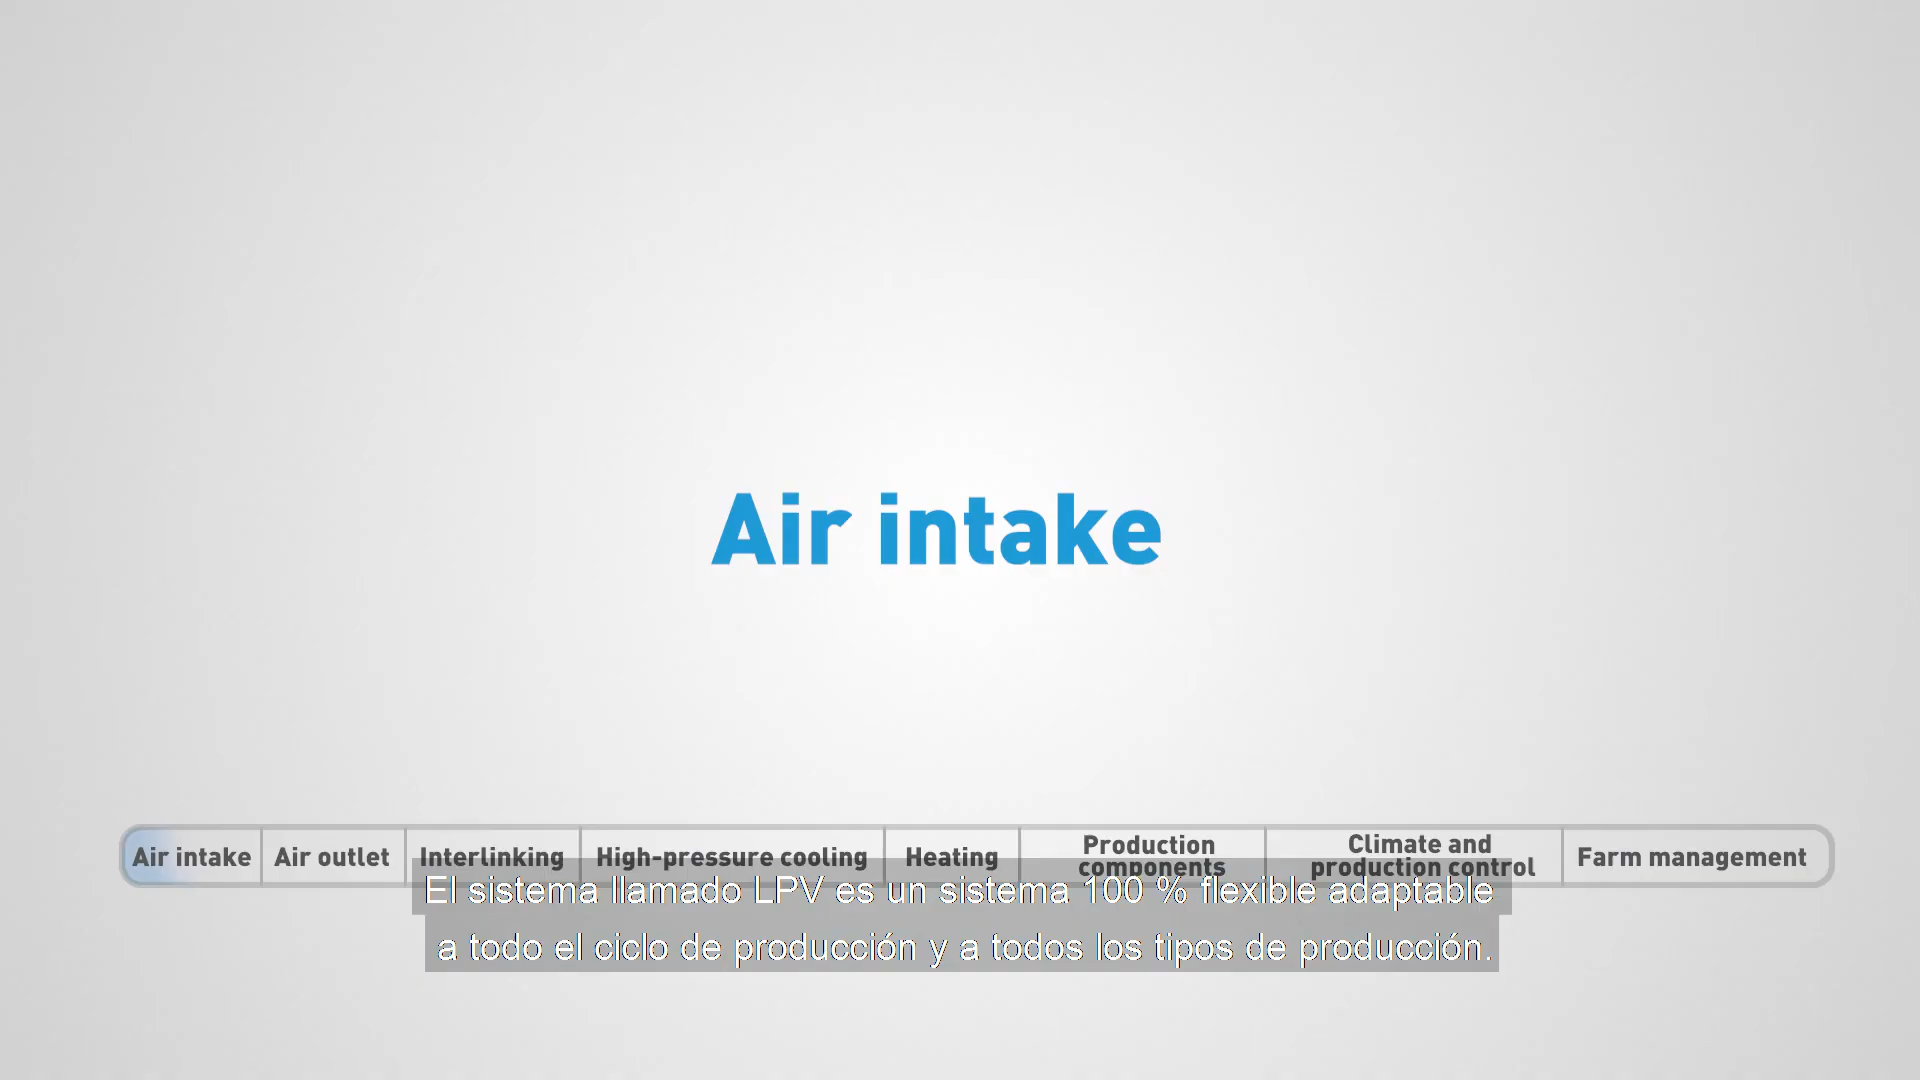 Air intake
Air intake
Air outlet
Interlinking
High-pressure cooling
Heating
Production
components
Climate and
production control
Farm management
El sistema llamado LPV es un sistema 100 % flexible adaptable
a todo el ciclo de producción y a todos los tipos de producción.